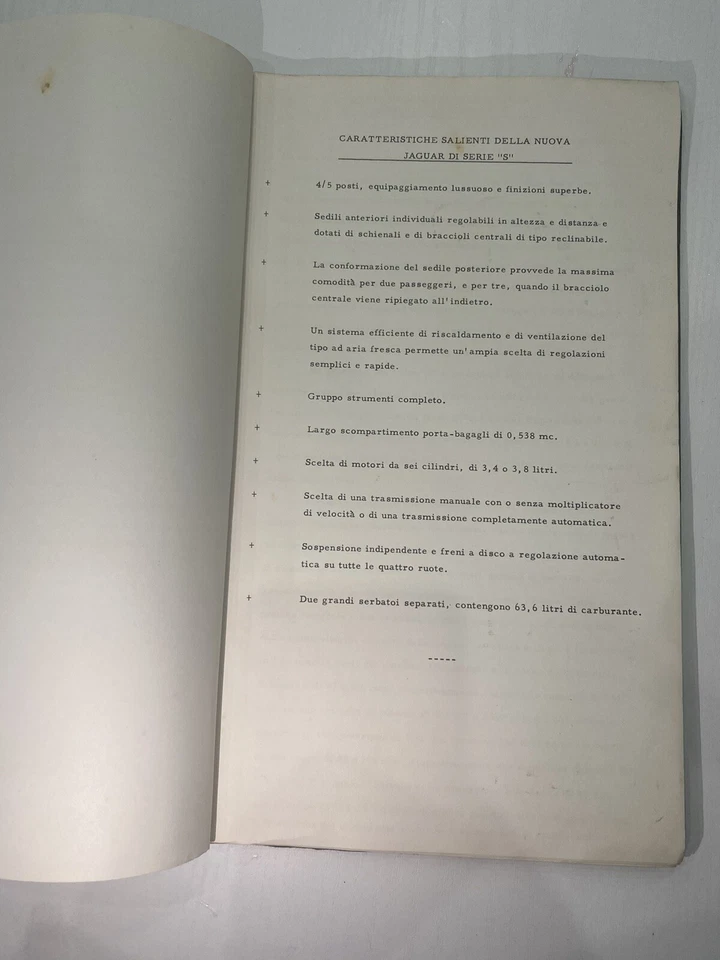 CARATTERISTICHE SALIENTI DELLA NUOVA
JAGUAR DI SERIE "S"
+ 4/5 posti, equipaggiamento lussuoso e finizioni superbe.
+ Sedili anteriori individuali regolabili in altezza e distanza e
dotati di schienali e di braccioli centrali di tipo reclinabile.
+ La conformazione del sedile posteriore provvede la massima
comodità per due passeggeri, e per tre, quando il bracciolo
centrale viene ripiegato all'indietro.
+ Un sistema efficiente di riscaldamento e di ventilazione del
tipo ad aria fresca permette un'ampia scelta di regolazioni
semplici e rapide.
+ Gruppo strumenti completo.
+ Largo scompartimento porta-bagagli di 0,538 mc.
+ Scelta di motori da sei cilindri, di 3,4 o 3,8 litri.
+ Scelta di una trasmissione manuale con o senza moltiplicatore
di velocità o di una trasmissione completamente automatica.
+ Sospensione indipendente e freni a disco a regolazione automa-
tica su tutte le quattro ruote.
+ Due grandi serbatoi separati, contengono 63,6 litri di carburante.
-----